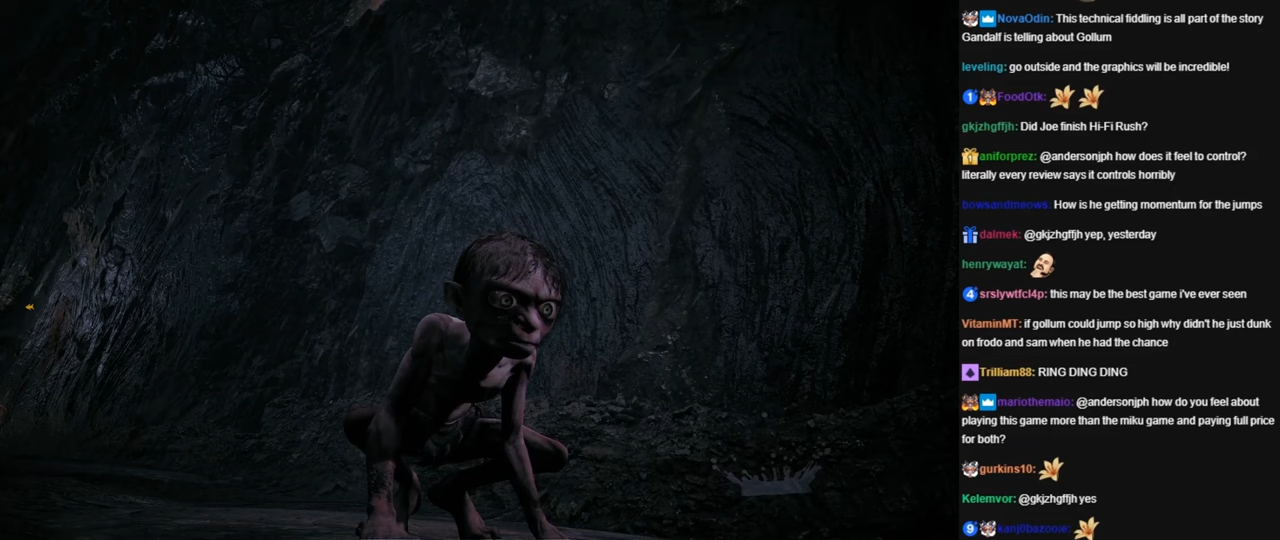 NovaOdin: This technical fiddling is all part of the story
Gandalf is telling about Gollum
leveling: go outside and the graphics will be incredible!
1 FoodOtk:
gkjzhgffjh: Did Joe finish Hi-Fi Rush?
1 aniforprez: @andersonjph how does it feel to control?
literally every review says it controls horribly
bowsandmeows: How is he getting momentum for the jumps
dalmek: @gkjzhgffjh yep, yesterday
henrywayat:
4 srslywtfcl4p: this may be the best game i've ever seen
VitaminMT: if gollum could jump so high why didn't he just dunk
on frodo and sam when he had the chance
Trilliam88: RING DING DING
mariothemaio: @andersonjph how do you feel about
playing this game more than the miku game and paying full price
for both?
gurkins10:
Kelemvor: @gkjzhgffjh yes
9 kanj0bazooie: